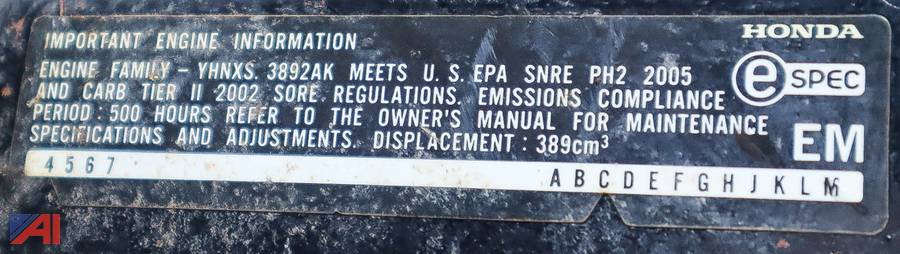 HONDA
IMPORTANT ENGINE INFORMATION
e SPEC
ENGINE FAMILY - YHNXS. 3892AK MEETS U.S. EPA SNRE PH2 2005
AND CARB TIER II 2002 SORE REGULATIONS. EMISSIONS COMPLIANCE
PERIOD: 500 HOURS REFER TO THE OWNER'S MANUAL FOR MAINTENANCE
SPECIFICATIONS AND ADJUSTMENTS. DISPLACEMENT: 389cm³
EM
4 5 6 7 A B C D E F G H J K L M
AI